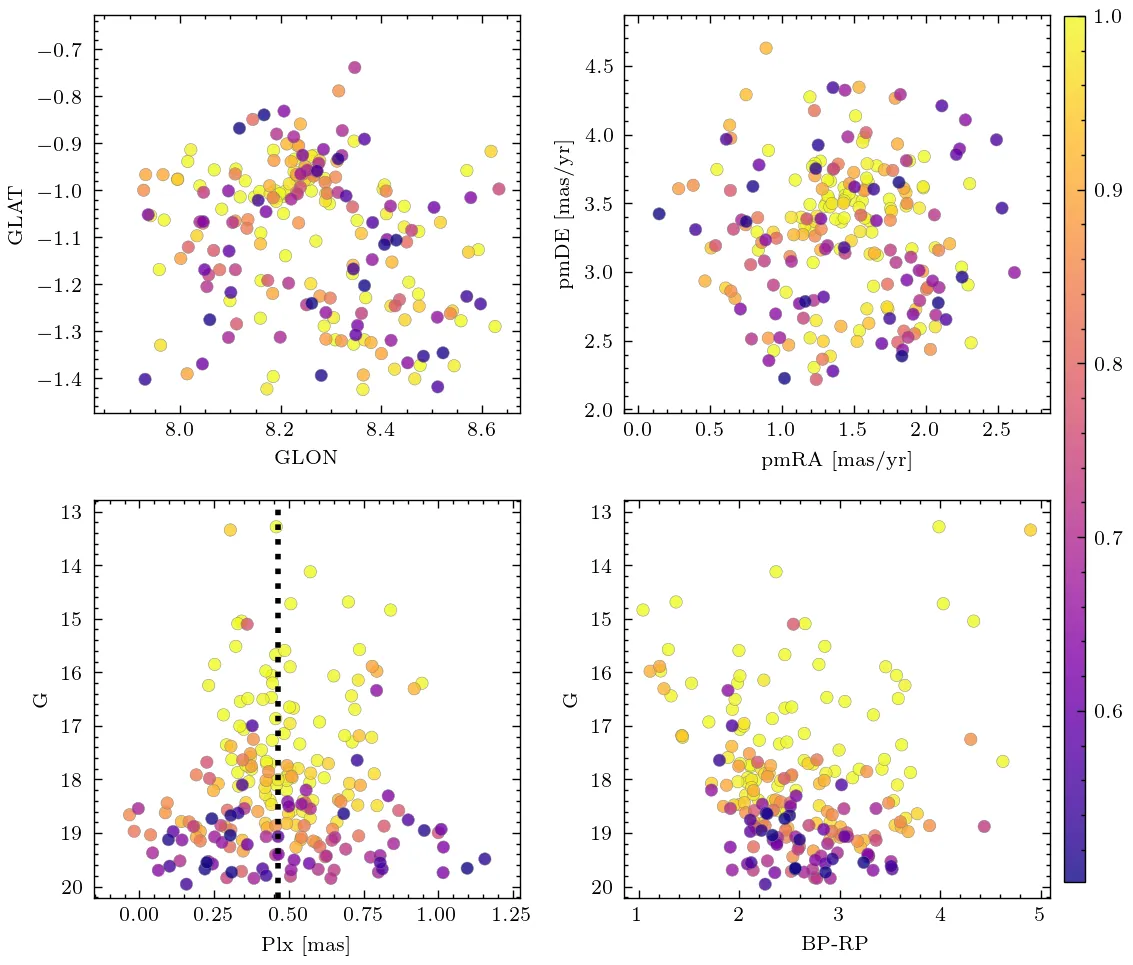 −0.7
−0.8
−0.9
−1.0
−1.1
−1.2
−1.3
−1.4
GLAT
8.0 8.2 8.4 8.6
GLON
4.5
4.0
3.5
3.0
2.5
2.0
pmDE [mas/yr]
0.0 0.5 1.0 1.5 2.0 2.5
pmRA [mas/yr]
1.0
0.9
0.8
0.7
0.6
13
14
15
16
17
18
19
20
G
0.00 0.25 0.50 0.75 1.00 1.25
Plx [mas]
13
14
15
16
17
18
19
20
G
1 2 3 4 5
BP-RP